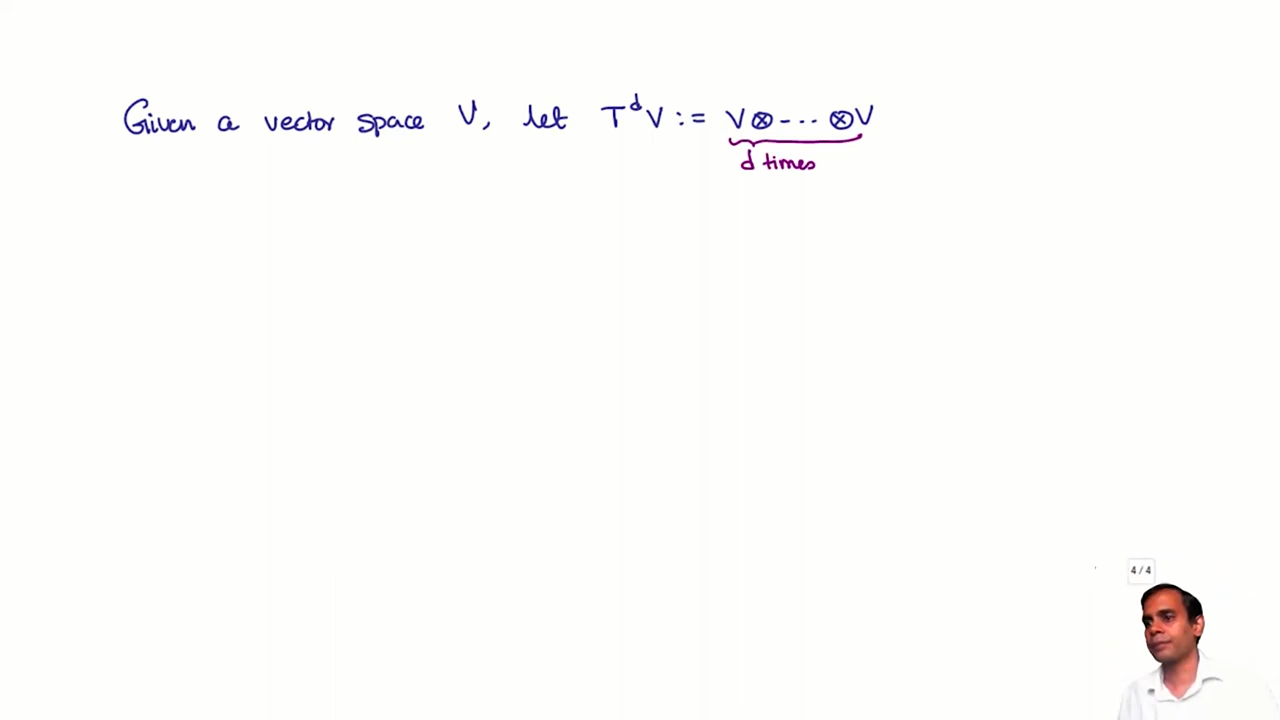 Given a vector space V, let T^d V := V⊗--...⊗V
d times
4/4